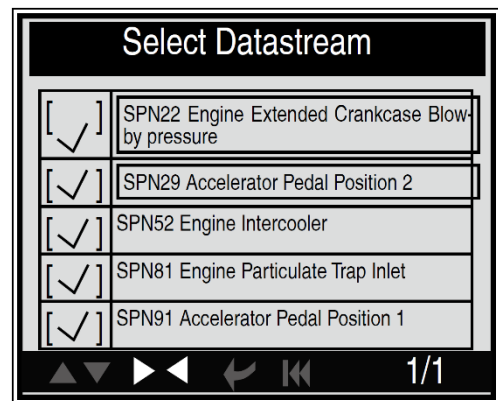 Select Datastream
[✓] SPN22 Engine Extended Crankcase Blow-
by pressure
[✓] SPN29 Accelerator Pedal Position 2
[✓] SPN52 Engine Intercooler
[✓] SPN81 Engine Particulate Trap Inlet
[✓] SPN91 Accelerator Pedal Position 1
1/1